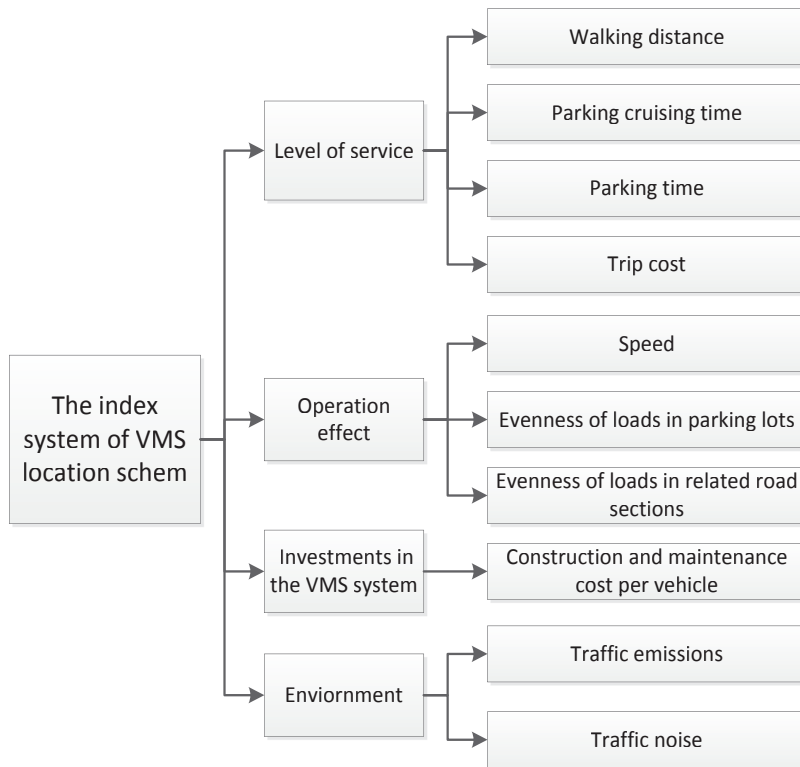 The index
system of VMS
location schem
Level of service
Walking distance
Parking cruising time
Parking time
Trip cost
Operation
effect
Speed
Evenness of loads in parking lots
Evenness of loads in related road
sections
Investments in
the VMS system
Construction and maintenance
cost per vehicle
Enviornment
Traffic emissions
Traffic noise